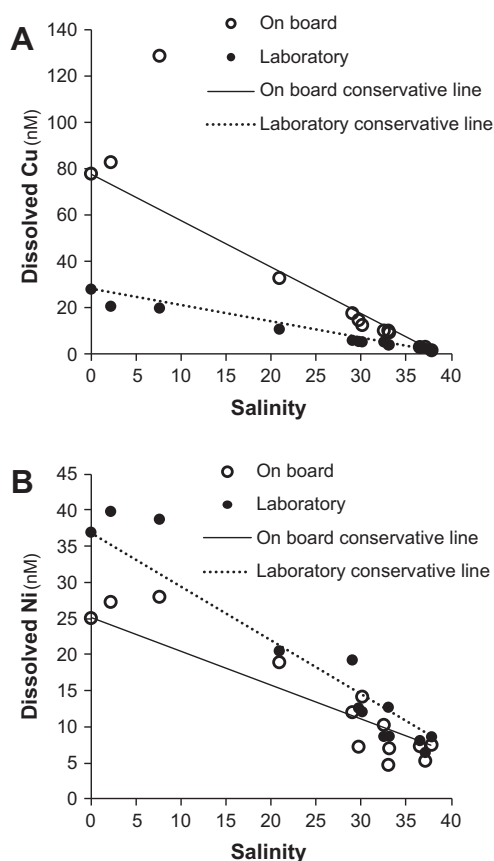 A
On board
Laboratory
On board conservative line
Laboratory conservative line
Dissolved Cu (nM)
140
120
100
80
60
40
20
0
0 5 10 15 20 25 30 35 40
Salinity
B
On board
Laboratory
On board conservative line
Laboratory conservative line
Dissolved Ni (nM)
45
40
35
30
25
20
15
10
5
0
0 5 10 15 20 25 30 35 40
Salinity